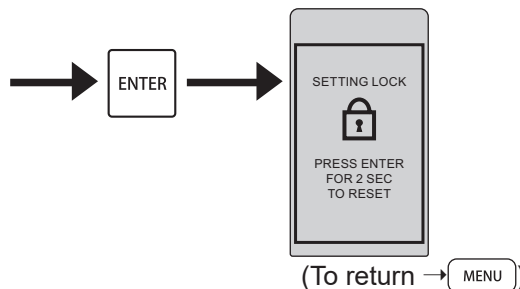 ENTER
SETTING LOCK
PRESS ENTER
FOR 2 SEC
TO RESET
(To return → MENU)